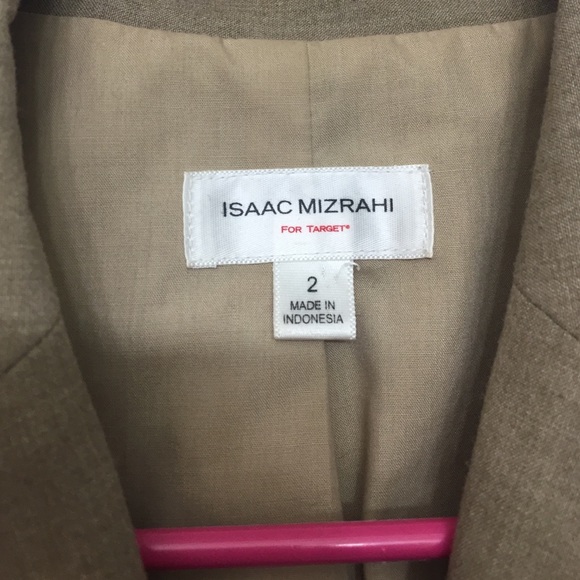 ISAAC MIZRAHI
FOR TARGET®
2
MADE IN
INDONESIA